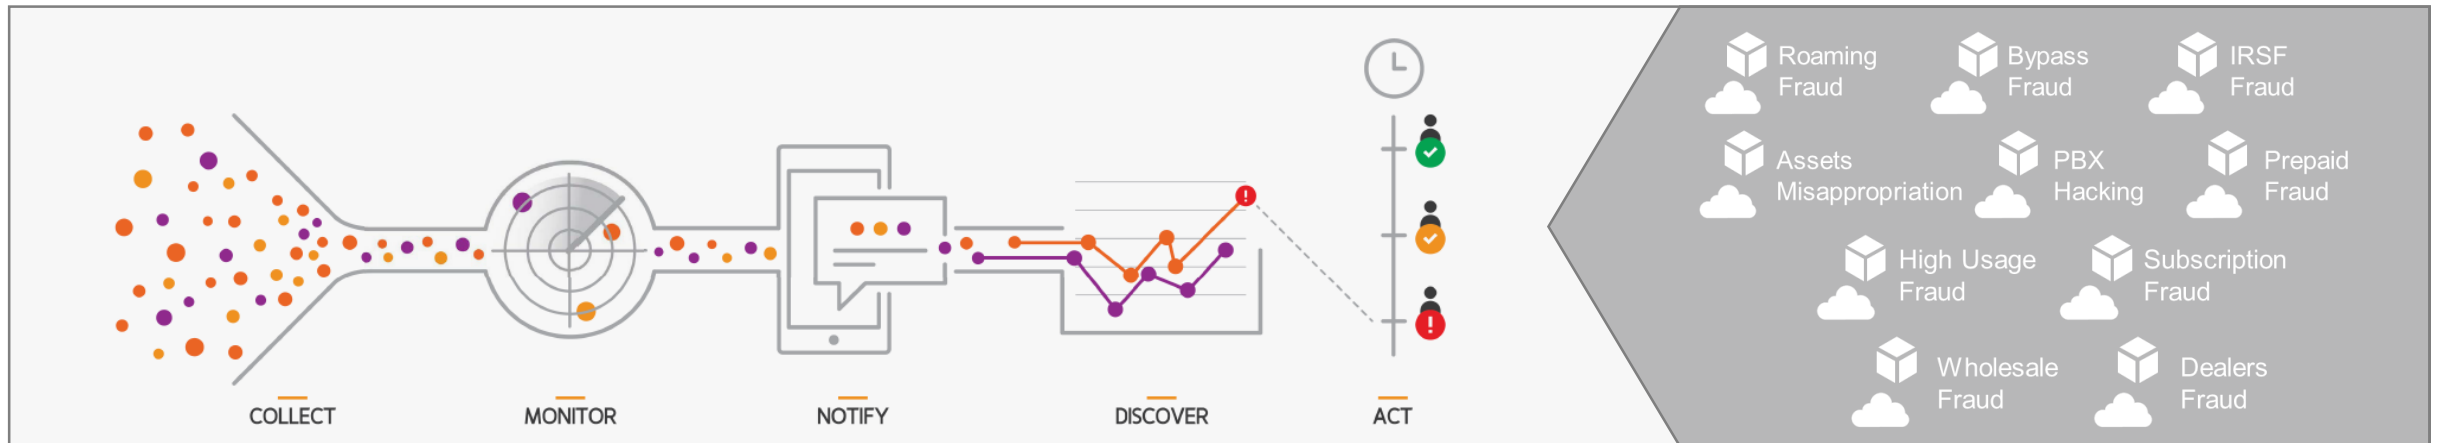 COLLECT
MONITOR
NOTIFY
DISCOVER
ACT
Roaming
Fraud
Bypass
Fraud
IRSF
Fraud
Assets
Misappropriation
PBX
Hacking
Prepaid
Fraud
High Usage
Fraud
Subscription
Fraud
Wholesale
Fraud
Dealers
Fraud